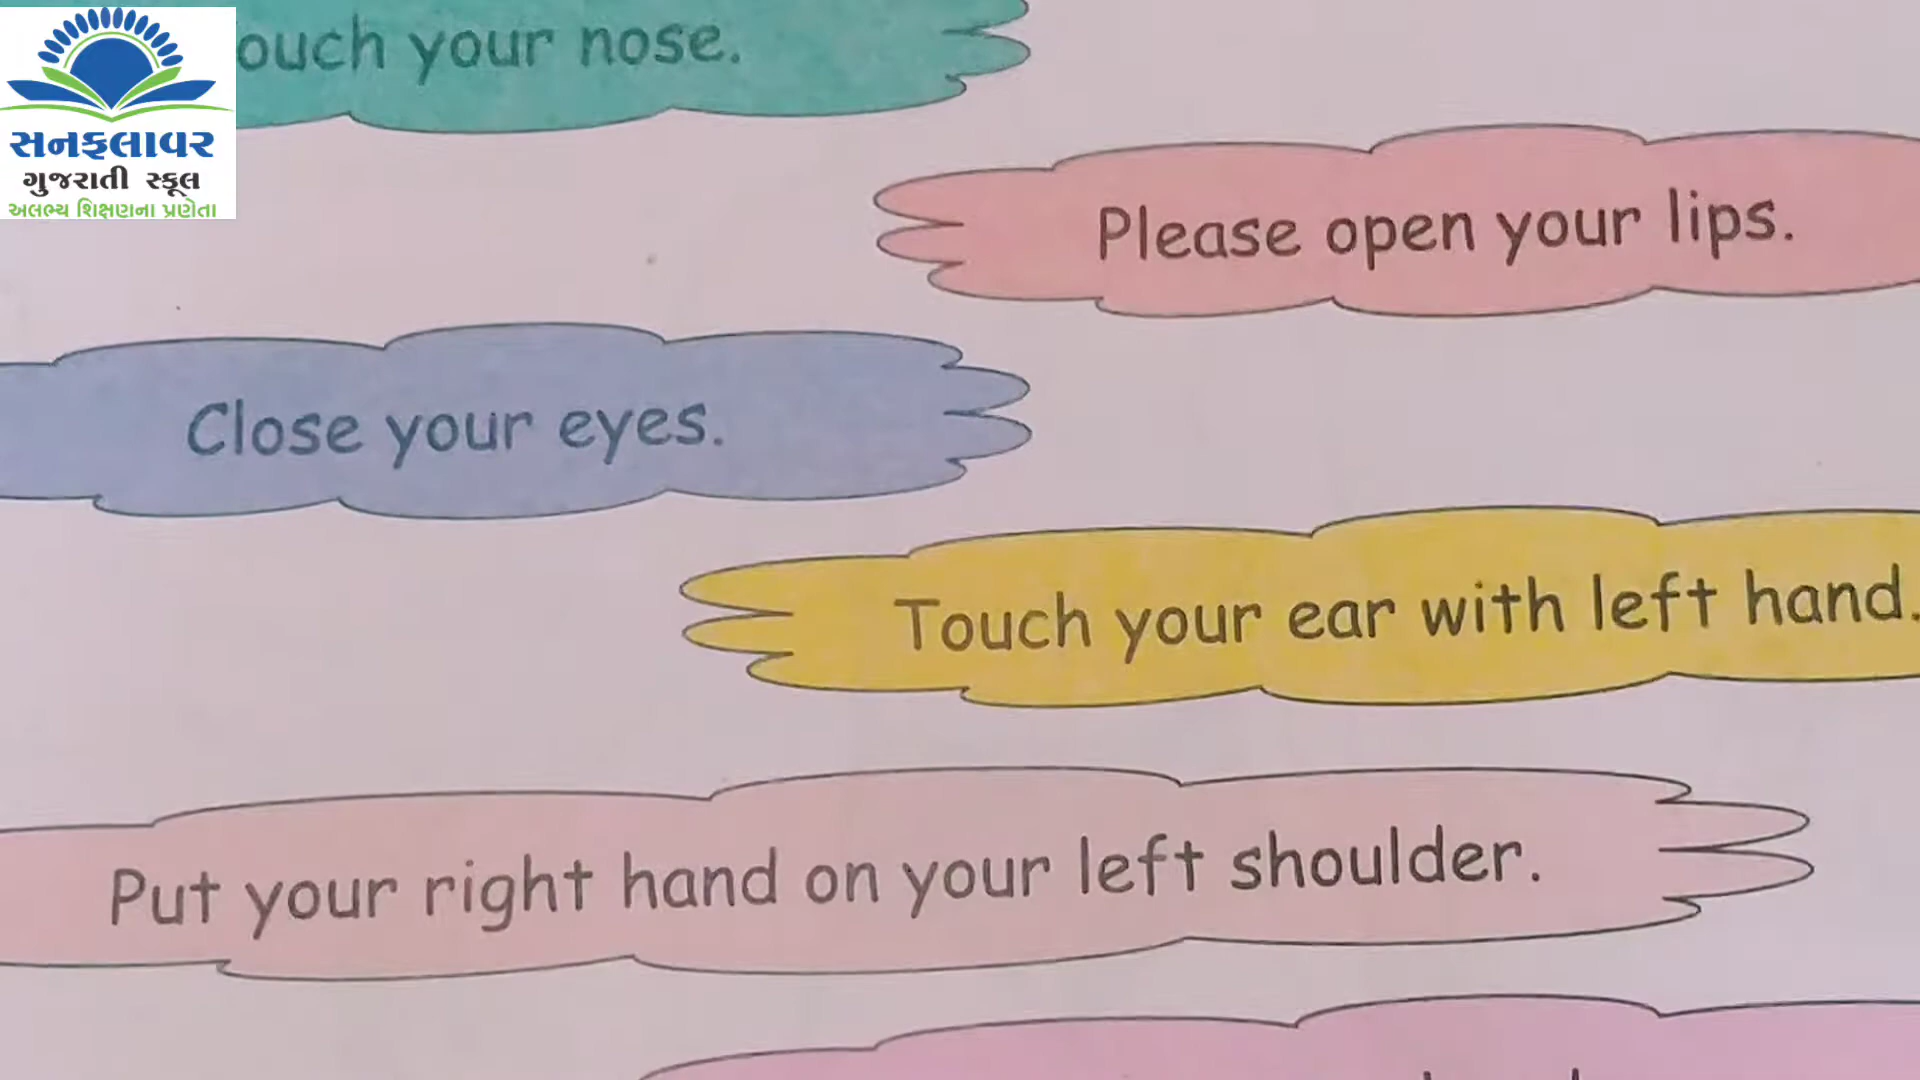 ouch your nose.
સનફલાવર
ગુજરાતી સ્કૂલ
અલભ્ય શિક્ષણના પ્રણેતા
Please open your lips.
Close your eyes.
Touch your ear with left hand.
Put your right hand on your left shoulder.